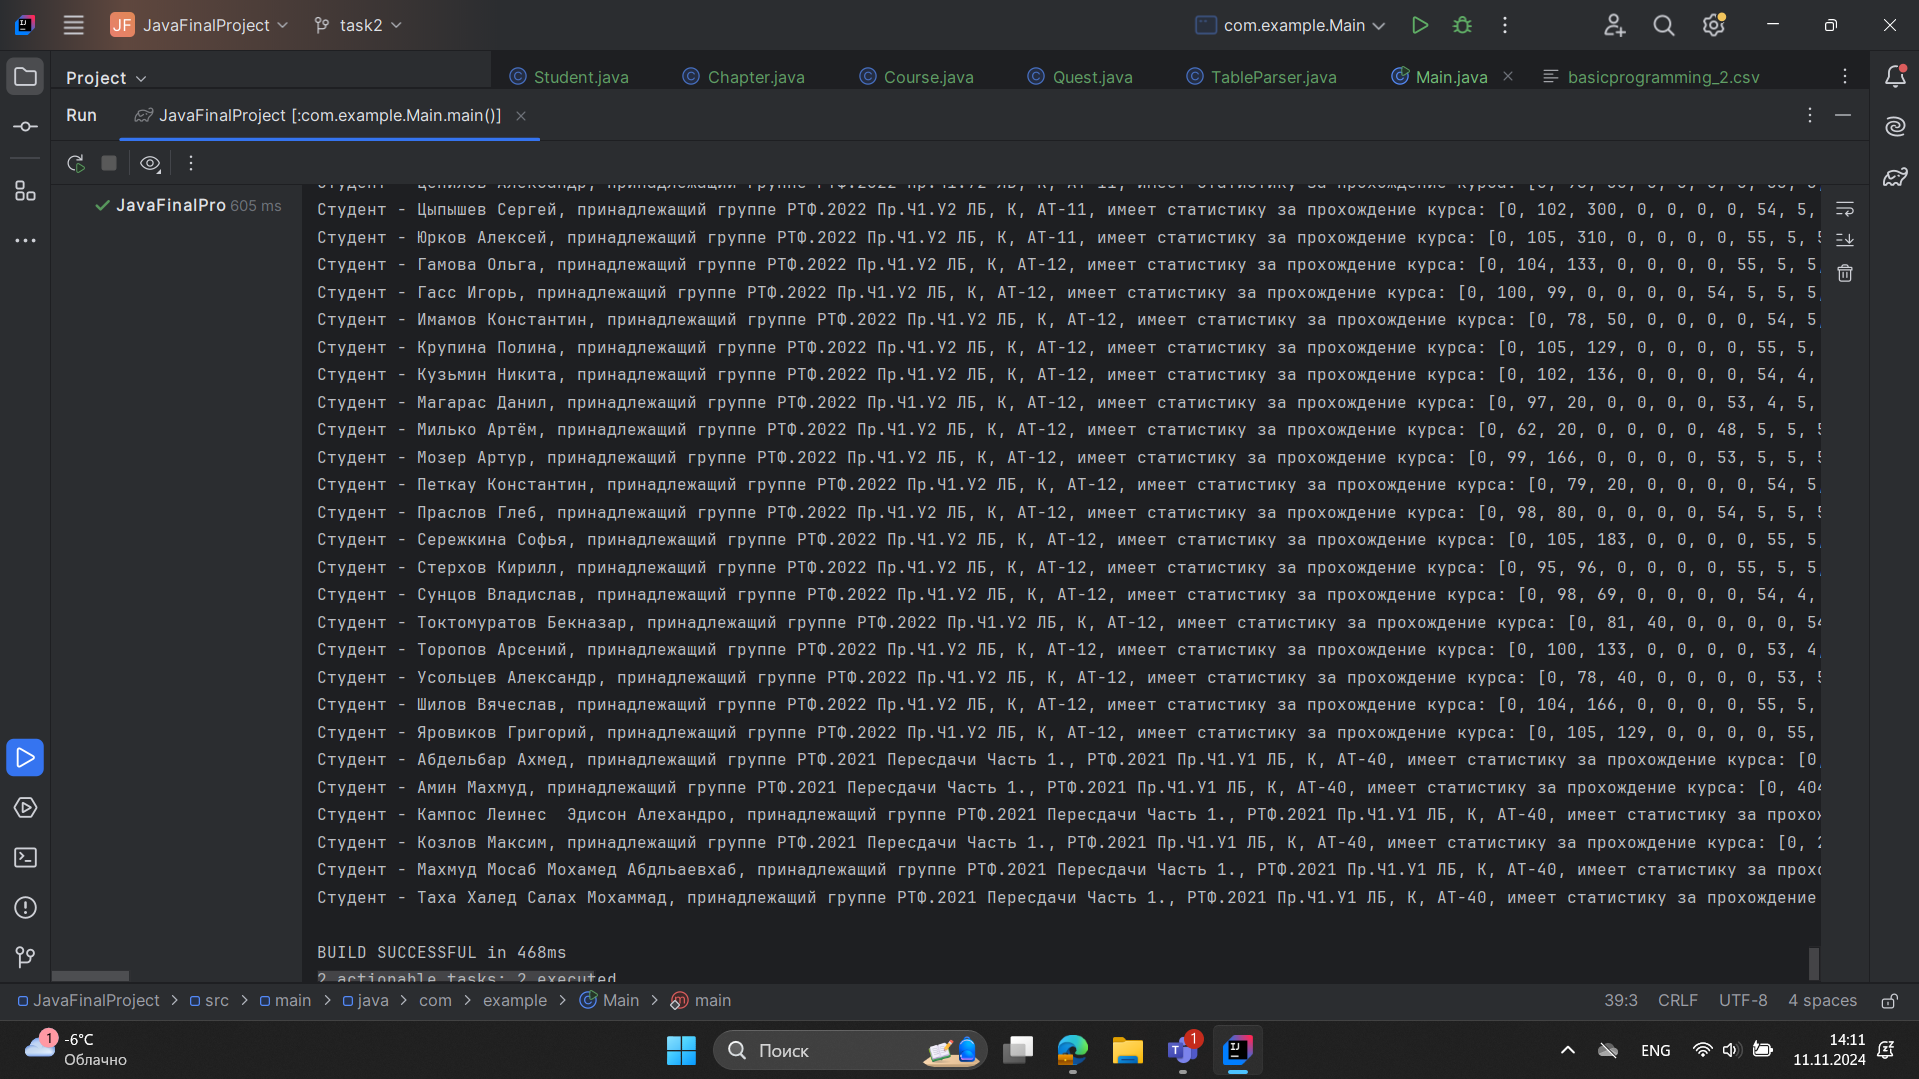 JF JavaFinalProject task2 com.example.Main
Project Student.java Chapter.java Course.java Quest.java TableParser.java Main.java basicprogramming_2.csv
Run JavaFinalProject [:com.example.Main.main()]
JavaFinalPro 605 ms
Студент - Цыпышев Сергей, принадлежащий группе РТФ.2022 Пр.Ч1.У2 ЛБ, К, АТ-11, имеет статистику за прохождение курса: [0, 102, 300, 0, 0, 0, 0, 54, 5,
Студент - Юрков Алексей, принадлежащий группе РТФ.2022 Пр.Ч1.У2 ЛБ, К, АТ-11, имеет статистику за прохождение курса: [0, 105, 310, 0, 0, 0, 0, 55, 5,
Студент - Гамова Ольга, принадлежащий группе РТФ.2022 Пр.Ч1.У2 ЛБ, К, АТ-12, имеет статистику за прохождение курса: [0, 104, 133, 0, 0, 0, 0, 55, 5, 5,
Студент - Гасс Игорь, принадлежащий группе РТФ.2022 Пр.Ч1.У2 ЛБ, К, АТ-12, имеет статистику за прохождение курса: [0, 100, 99, 0, 0, 0, 0, 54, 5, 5, 5,
Студент - Имамов Константин, принадлежащий группе РТФ.2022 Пр.Ч1.У2 ЛБ, К, АТ-12, имеет статистику за прохождение курса: [0, 78, 50, 0, 0, 0, 0, 54, 5,
Студент - Крупина Полина, принадлежащий группе РТФ.2022 Пр.Ч1.У2 ЛБ, К, АТ-12, имеет статистику за прохождение курса: [0, 105, 129, 0, 0, 0, 0, 55, 5,
Студент - Кузьмин Никита, принадлежащий группе РТФ.2022 Пр.Ч1.У2 ЛБ, К, АТ-12, имеет статистику за прохождение курса: [0, 102, 136, 0, 0, 0, 0, 54, 4,
Студент - Магарас Данил, принадлежащий группе РТФ.2022 Пр.Ч1.У2 ЛБ, К, АТ-12, имеет статистику за прохождение курса: [0, 97, 20, 0, 0, 0, 0, 53, 4, 5,
Студент - Милько Артём, принадлежащий группе РТФ.2022 Пр.Ч1.У2 ЛБ, К, АТ-12, имеет статистику за прохождение курса: [0, 62, 20, 0, 0, 0, 0, 48, 5, 5, 5
Студент - Мозер Артур, принадлежащий группе РТФ.2022 Пр.Ч1.У2 ЛБ, К, АТ-12, имеет статистику за прохождение курса: [0, 99, 166, 0, 0, 0, 0, 53, 5, 5, 5
Студент - Петкау Константин, принадлежащий группе РТФ.2022 Пр.Ч1.У2 ЛБ, К, АТ-12, имеет статистику за прохождение курса: [0, 79, 20, 0, 0, 0, 0, 54, 5
Студент - Праслов Глеб, принадлежащий группе РТФ.2022 Пр.Ч1.У2 ЛБ, К, АТ-12, имеет статистику за прохождение курса: [0, 98, 80, 0, 0, 0, 0, 54, 5, 5, 5
Студент - Сережкина Софья, принадлежащий группе РТФ.2022 Пр.Ч1.У2 ЛБ, К, АТ-12, имеет статистику за прохождение курса: [0, 105, 183, 0, 0, 0, 0, 55, 5
Студент - Стерхов Кирилл, принадлежащий группе РТФ.2022 Пр.Ч1.У2 ЛБ, К, АТ-12, имеет статистику за прохождение курса: [0, 95, 96, 0, 0, 0, 0, 55, 5, 5,
Студент - Сунцов Владислав, принадлежащий группе РТФ.2022 Пр.Ч1.У2 ЛБ, К, АТ-12, имеет статистику за прохождение курса: [0, 98, 69, 0, 0, 0, 0, 54, 4,
Студент - Токтомуратов Бекназар, принадлежащий группе РТФ.2022 Пр.Ч1.У2 ЛБ, К, АТ-12, имеет статистику за прохождение курса: [0, 81, 40, 0, 0, 0, 0, 54
Студент - Торопов Арсений, принадлежащий группе РТФ.2022 Пр.Ч1.У2 ЛБ, К, АТ-12, имеет статистику за прохождение курса: [0, 100, 133, 0, 0, 0, 0, 53, 4,
Студент - Усольцев Александр, принадлежащий группе РТФ.2022 Пр.Ч1.У2 ЛБ, К, АТ-12, имеет статистику за прохождение курса: [0, 78, 40, 0, 0, 0, 0, 53, 5
Студент - Шилов Вячеслав, принадлежащий группе РТФ.2022 Пр.Ч1.У2 ЛБ, К, АТ-12, имеет статистику за прохождение курса: [0, 104, 166, 0, 0, 0, 0, 55, 5,
Студент - Яровиков Григорий, принадлежащий группе РТФ.2022 Пр.Ч1.У2 ЛБ, К, АТ-12, имеет статистику за прохождение курса: [0, 105, 129, 0, 0, 0, 0, 55,
Студент - Абдельбар Ахмед, принадлежащий группе РТФ.2021 Пересдачи Часть 1., РТФ.2021 Пр.Ч1.У1 ЛБ, К, АТ-40, имеет статистику за прохождение курса: [0,
Студент - Амин Махмуд, принадлежащий группе РТФ.2021 Пересдачи Часть 1., РТФ.2021 Пр.Ч1.У1 ЛБ, К, АТ-40, имеет статистику за прохождение курса: [0, 404
Студент - Кампос Леинес  Эдисон Алехандро, принадлежащий группе РТФ.2021 Пересдачи Часть 1., РТФ.2021 Пр.Ч1.У1 ЛБ, К, АТ-40, имеет статистику за прохож
Студент - Козлов Максим, принадлежащий группе РТФ.2021 Пересдачи Часть 1., РТФ.2021 Пр.Ч1.У1 ЛБ, К, АТ-40, имеет статистику за прохождение курса: [0, 2
Студент - Махмуд Мосаб Мохамед Абдльаевхаб, принадлежащий группе РТФ.2021 Пересдачи Часть 1., РТФ.2021 Пр.Ч1.У1 ЛБ, К, АТ-40, имеет статистику за прохо
Студент - Таха Халед Салах Мохаммад, принадлежащий группе РТФ.2021 Пересдачи Часть 1., РТФ.2021 Пр.Ч1.У1 ЛБ, К, АТ-40, имеет статистику за прохождение
BUILD SUCCESSFUL in 468ms
2 actionable tasks: 2 executed
JavaFinalProject > src > main > java > com > example > Main > main 39:3 CRLF UTF-8 4 spaces
1 -6°C
Облачно
Поиск
1
ENG
14:11
11.11.2024